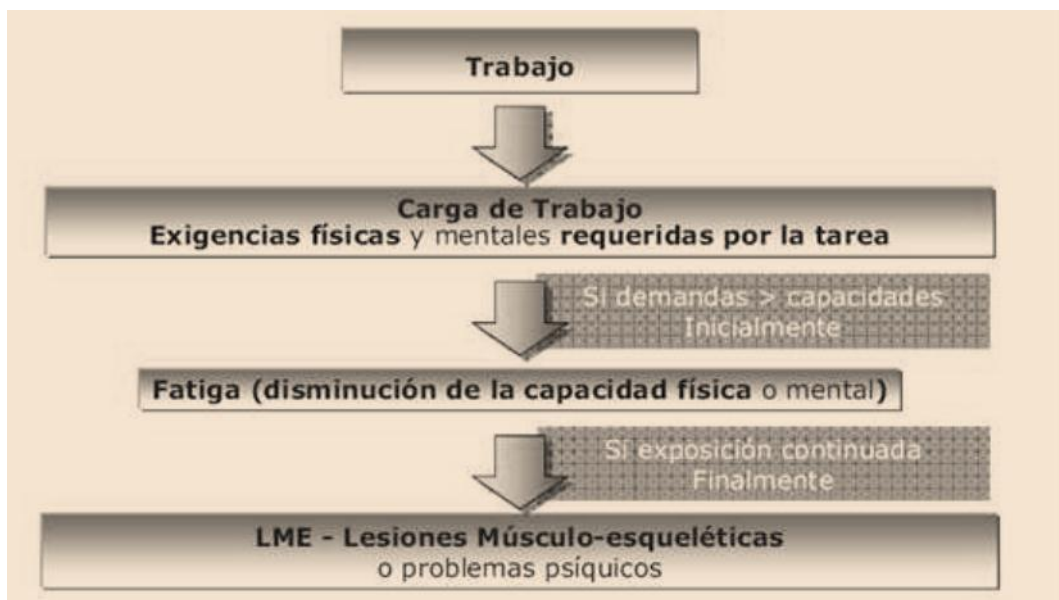 Trabajo
Carga de Trabajo
Exigencias físicas y mentales requeridas por la tarea
Si demandas > capacidades
Inicialmente
Fatiga (disminución de la capacidad física o mental)
Si exposición continuada
Finalmente
LME - Lesiones Músculo-esqueléticas
o problemas psíquicos